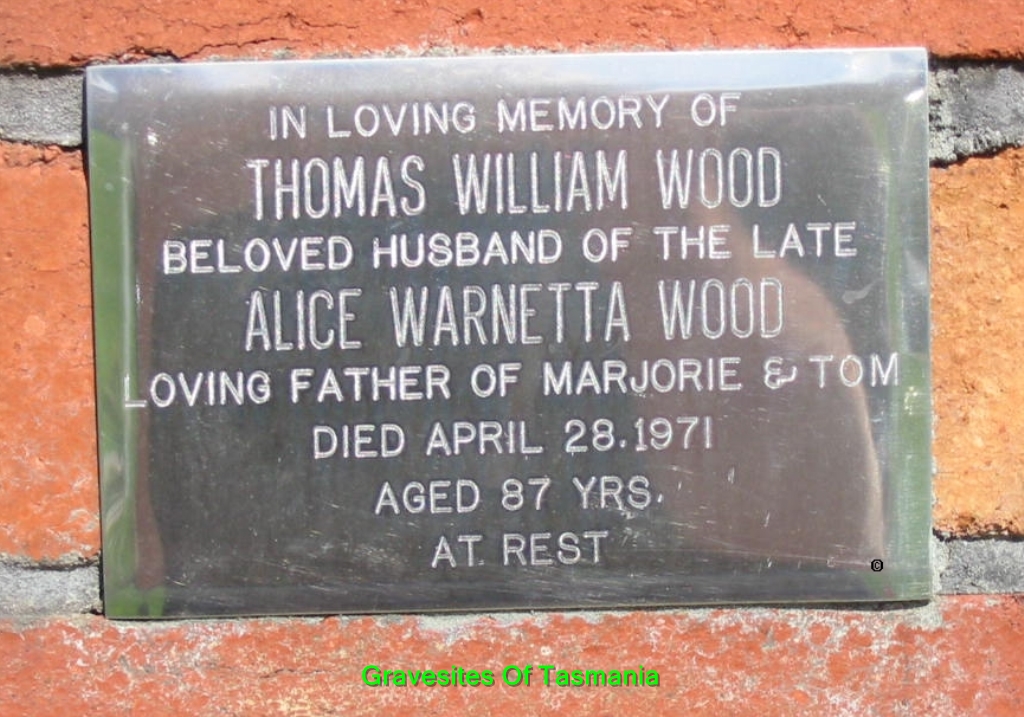 IN LOVING MEMORY OF
THOMAS WILLIAM WOOD
BELOVED HUSBAND OF THE LATE
ALICE WARNETTA WOOD
LOVING FATHER OF MARJORIE & TOM
DIED APRIL 28.1971
AGED 87 YRS.
AT REST
©
Gravesites Of Tasmania